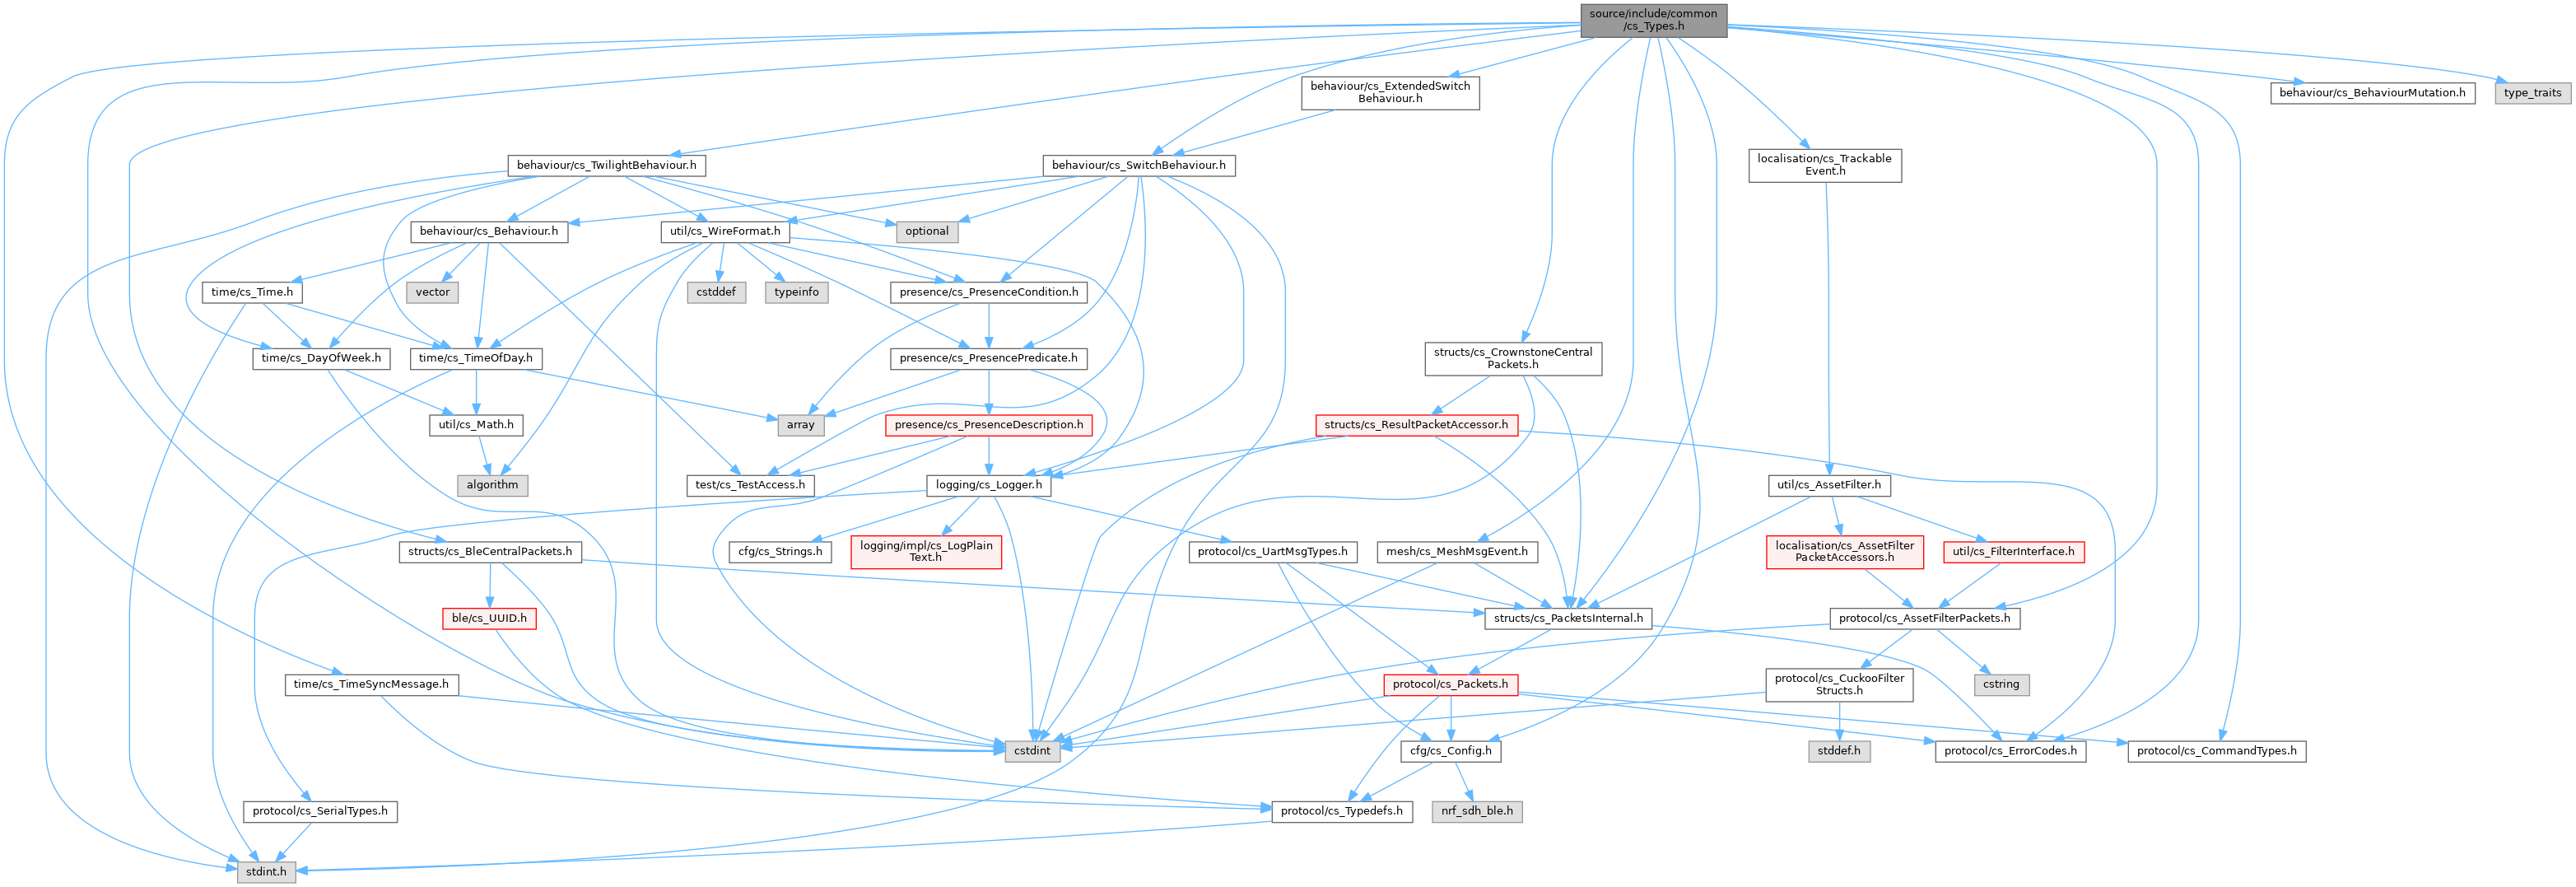 source/include/common
/cs_Types.h
behaviour/cs_ExtendedSwitch
Behaviour.h
behaviour/cs_BehaviourMutation.h
type_traits
behaviour/cs_TwilightBehaviour.h
behaviour/cs_SwitchBehaviour.h
localisation/cs_Trackable
Event.h
behaviour/cs_Behaviour.h
util/cs_WireFormat.h
optional
time/cs_Time.h
vector
cstddef
typeinfo
presence/cs_PresenceCondition.h
time/cs_DayOfWeek.h
time/cs_TimeOfDay.h
presence/cs_PresencePredicate.h
structs/cs_CrownstoneCentral
Packets.h
util/cs_Math.h
array
presence/cs_PresenceDescription.h
structs/cs_ResultPacketAccessor.h
algorithm
test/cs_TestAccess.h
logging/cs_Logger.h
util/cs_AssetFilter.h
structs/cs_BleCentralPackets.h
cfg/cs_Strings.h
logging/impl/cs_LogPlain
Text.h
protocol/cs_UartMsgTypes.h
mesh/cs_MeshMsgEvent.h
localisation/cs_AssetFilter
PacketAccessors.h
util/cs_FilterInterface.h
ble/cs_UUID.h
structs/cs_PacketsInternal.h
protocol/cs_AssetFilterPackets.h
time/cs_TimeSyncMessage.h
protocol/cs_Packets.h
protocol/cs_CuckooFilter
Structs.h
cstring
cstdint
cfg/cs_Config.h
stddef.h
protocol/cs_ErrorCodes.h
protocol/cs_CommandTypes.h
protocol/cs_SerialTypes.h
protocol/cs_Typedefs.h
nrf_sdh_ble.h
stdint.h